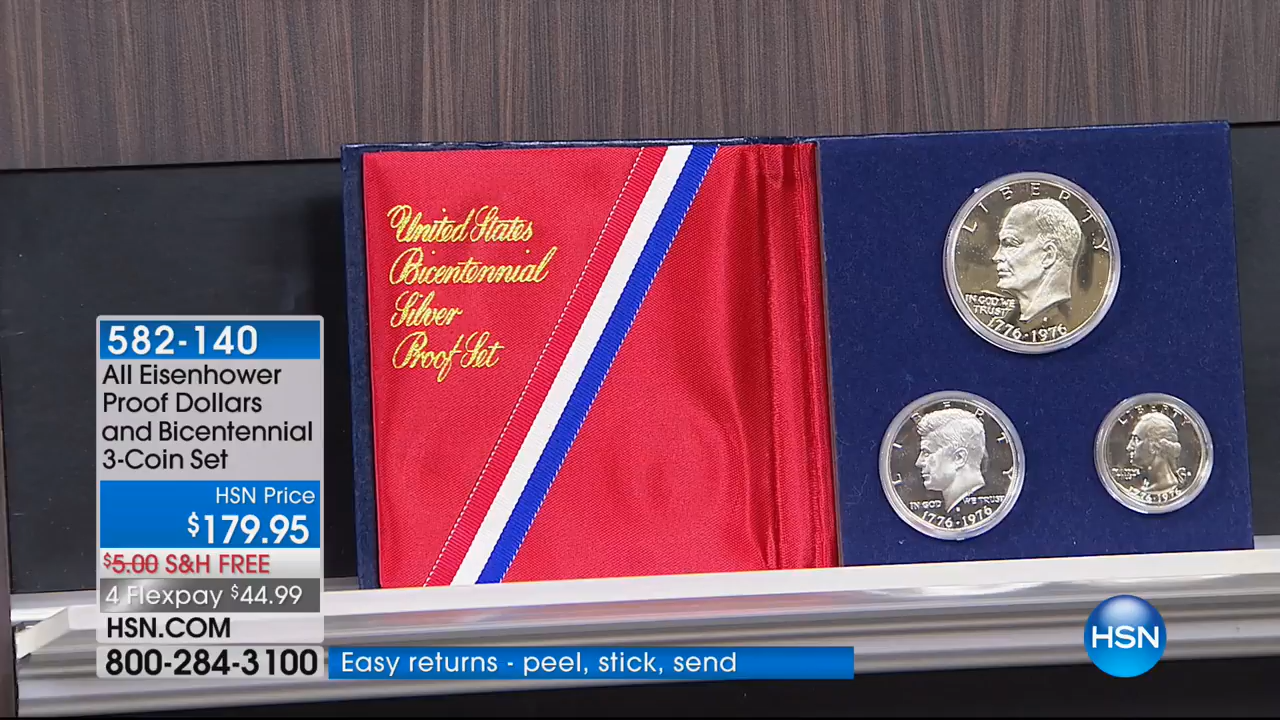 United States
Bicentennial
Silver
Proof Set
LIBERTY
IN GOD WE
TRUST
1776-1976
LIBERTY
IN GOD WE TRUST
1776-1976
LIBERTY
1776-1976
582-140
All Eisenhower
Proof Dollars
and Bicentennial
3-Coin Set
HSN Price
$179.95
$5.00 S&H FREE
4 Flexpay $44.99
HSN.COM
800-284-3100
Easy returns - peel, stick, send
HSN